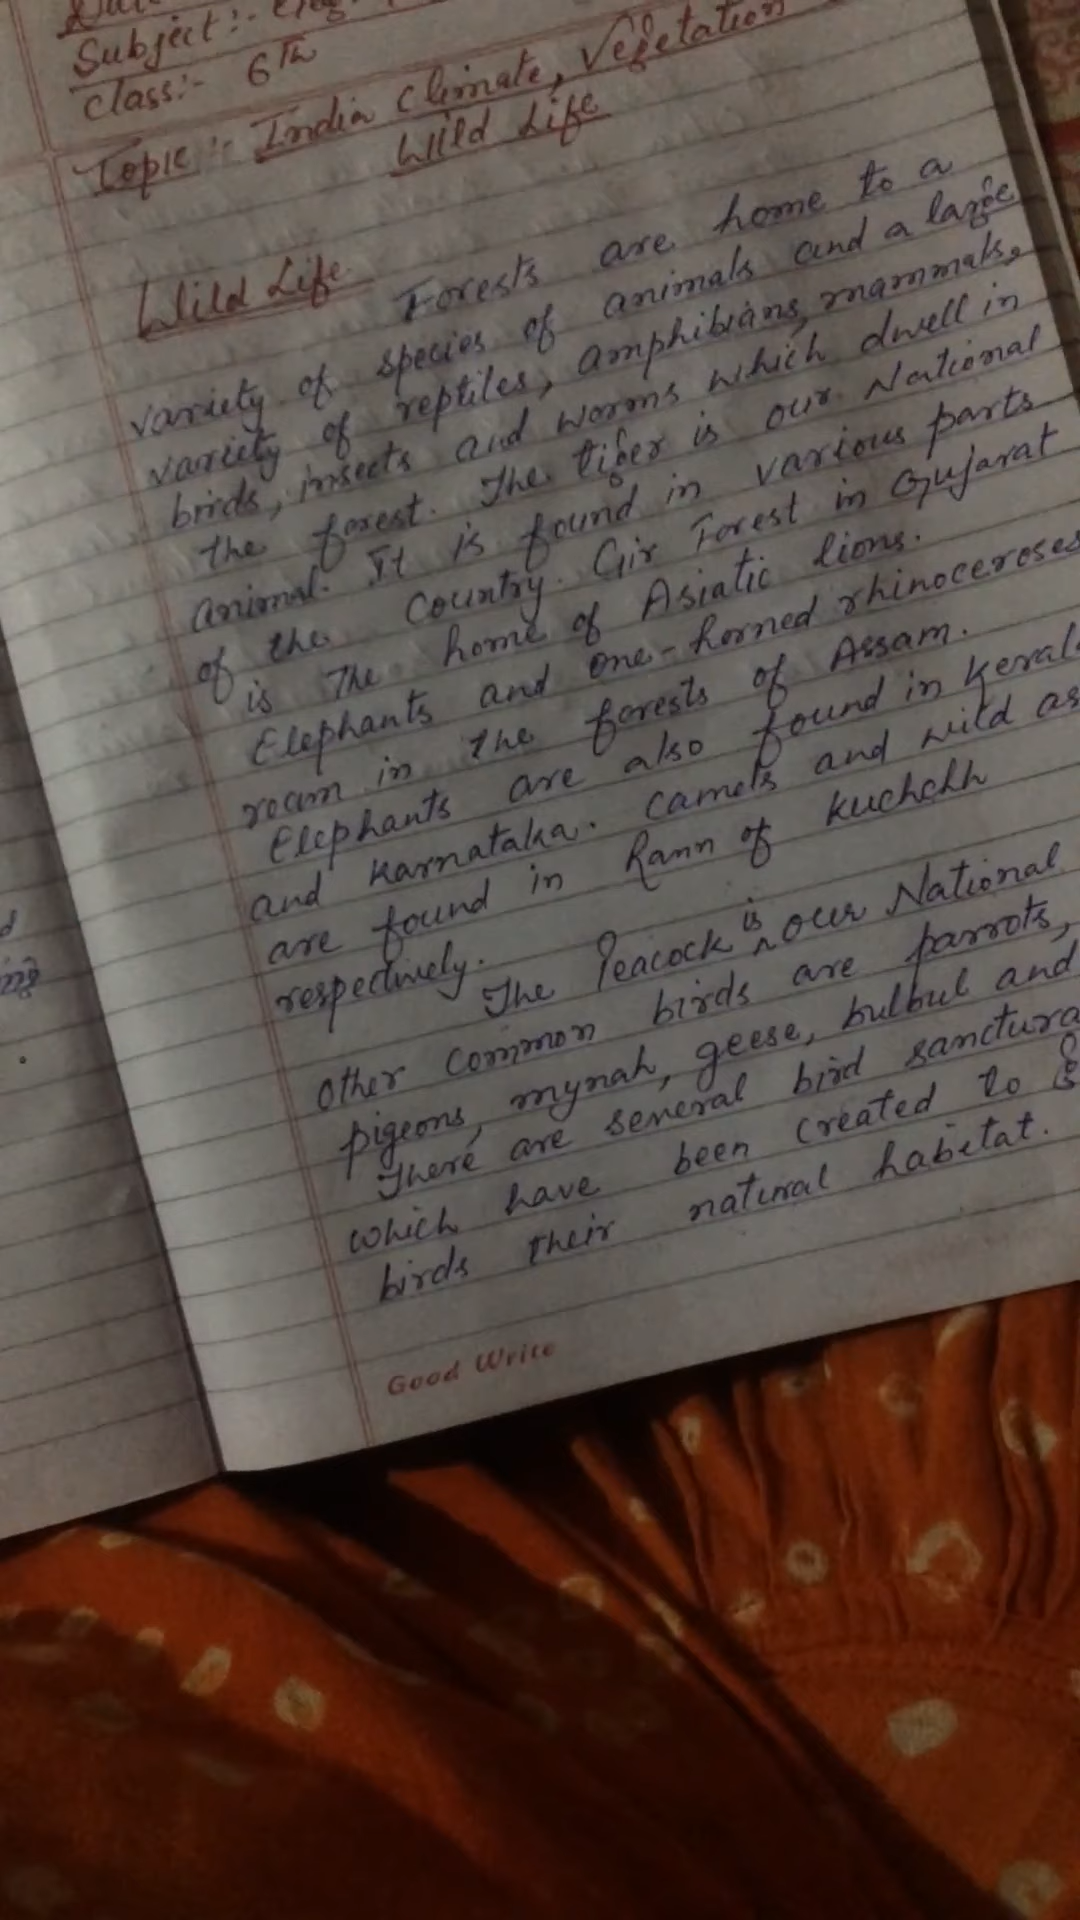 Subject:-
Class:- 6th
Topic:- India Climate, Vegetation
Wild Life
Wild Life
Forests are home to a
variety of species of animals and a large
variety of reptiles, amphibians, mammals,
birds, insects and worms which dwell in
the forest. The tiger is our National
animal. It is found in various parts
of the country. Gir Forest in Gujarat
is the home of Asiatic lions.
Elephants and one-horned rhinoceroses
roam in the forests of Assam.
Elephants are also found in Keral
and Karnataka. Camels and wild as
are found in Rann of Kuchchh
respectively.
The Peacock is our National
Other common birds are parrots,
pigeons, mynah, geese, bulbul and
There are several bird sanctura
which have been created to
birds their natural habitat.
Good Write